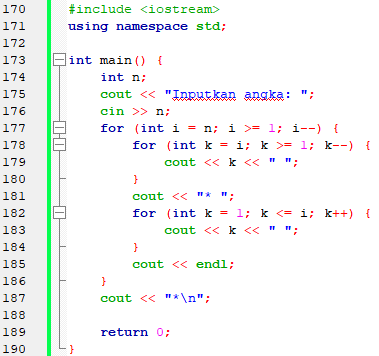 170 #include <iostream>
171 using namespace std;
172
173 int main() {
174     int n;
175     cout << "Inputkan angka: ";
176     cin >> n;
177     for (int i = n; i >= 1; i--) {
178         for (int k = i; k >= 1; k--) {
179             cout << k << " ";
180         }
181         cout << "* ";
182         for (int k = 1; k <= i; k++) {
183             cout << k << " ";
184         }
185         cout << endl;
186     }
187     cout << "*\n";
188
189     return 0;
190 }